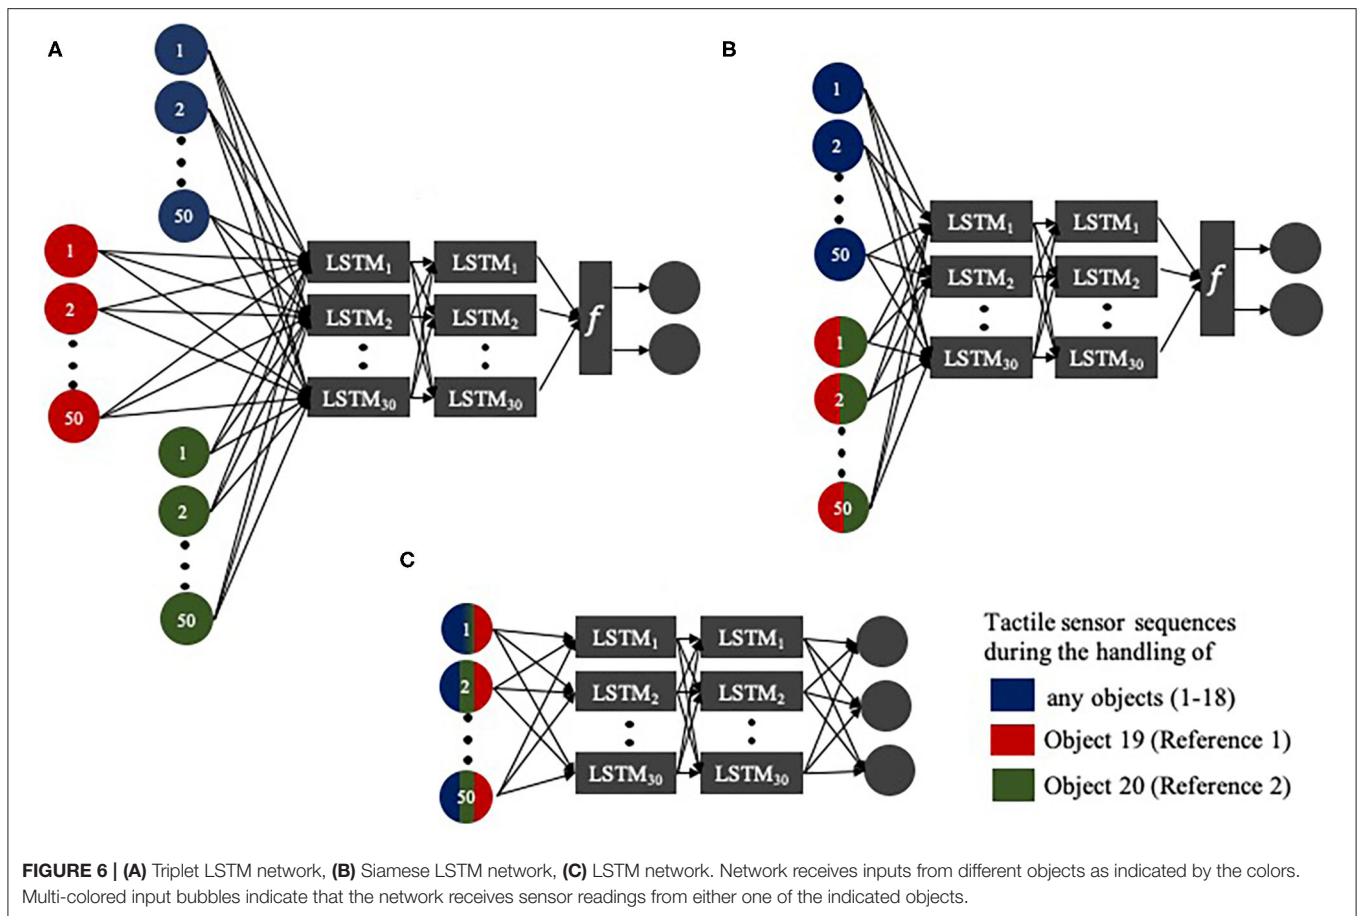 A
1
2
50
1
2
50
1
2
50
LSTM1 LSTM1
LSTM2 LSTM2
LSTM30 LSTM30
f
B
1
2
50
1
2
50
LSTM1 LSTM1
LSTM2 LSTM2
LSTM30 LSTM30
f
C
1
2
50
LSTM1 LSTM1
LSTM2 LSTM2
LSTM30 LSTM30
Tactile sensor sequences
during the handling of
any objects (1-18)
Object 19 (Reference 1)
Object 20 (Reference 2)
FIGURE 6 | (A) Triplet LSTM network, (B) Siamese LSTM network, (C) LSTM network. Network receives inputs from different objects as indicated by the colors.
Multi-colored input bubbles indicate that the network receives sensor readings from either one of the indicated objects.